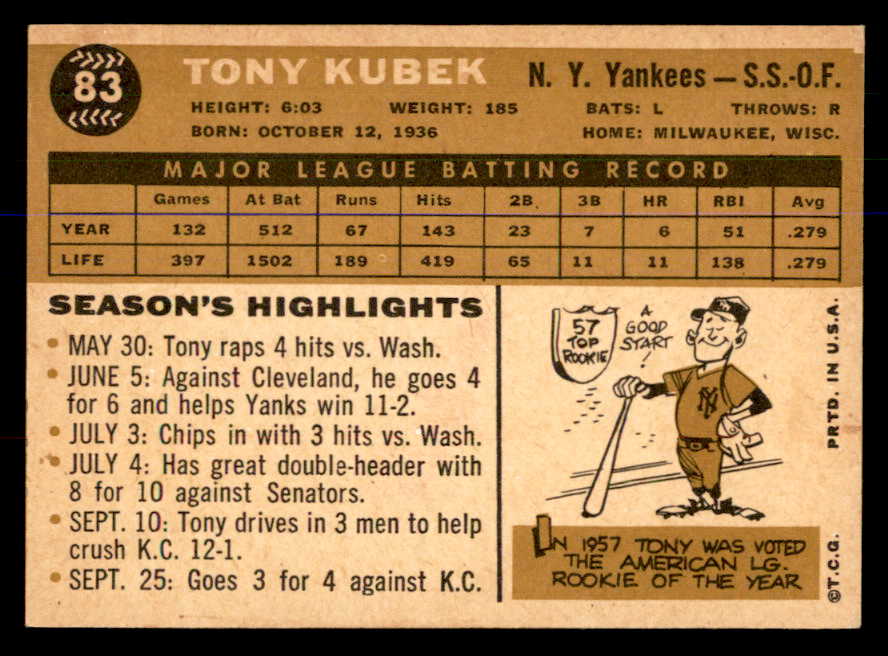 83
TONY KUBEK
N. Y. Yankees — S.S.-O.F.
HEIGHT: 6:03 WEIGHT: 185 BATS: L THROWS: R
BORN: OCTOBER 12, 1936 HOME: MILWAUKEE, WISC.
MAJOR LEAGUE BATTING RECORD
Games At Bat Runs Hits 2B. 3B HR RBI Avg
YEAR 132 512 67 143 23 7 6 51 .279
LIFE 397 1502 189 419 65 11 11 138 .279
SEASON'S HIGHLIGHTS
• MAY 30: Tony raps 4 hits vs. Wash.
• JUNE 5: Against Cleveland, he goes 4
for 6 and helps Yanks win 11-2.
• JULY 3: Chips in with 3 hits vs. Wash.
• JULY 4: Has great double-header with
8 for 10 against Senators.
• SEPT. 10: Tony drives in 3 men to help
crush K.C. 12-1.
• SEPT. 25: Goes 3 for 4 against K.C.
57
TOP
ROOKIE
A
GOOD
START!
NY
IN 1957 TONY WAS VOTED
THE AMERICAN LG.
ROOKIE OF THE YEAR
©T.C.G. PRTD. IN U.S.A.